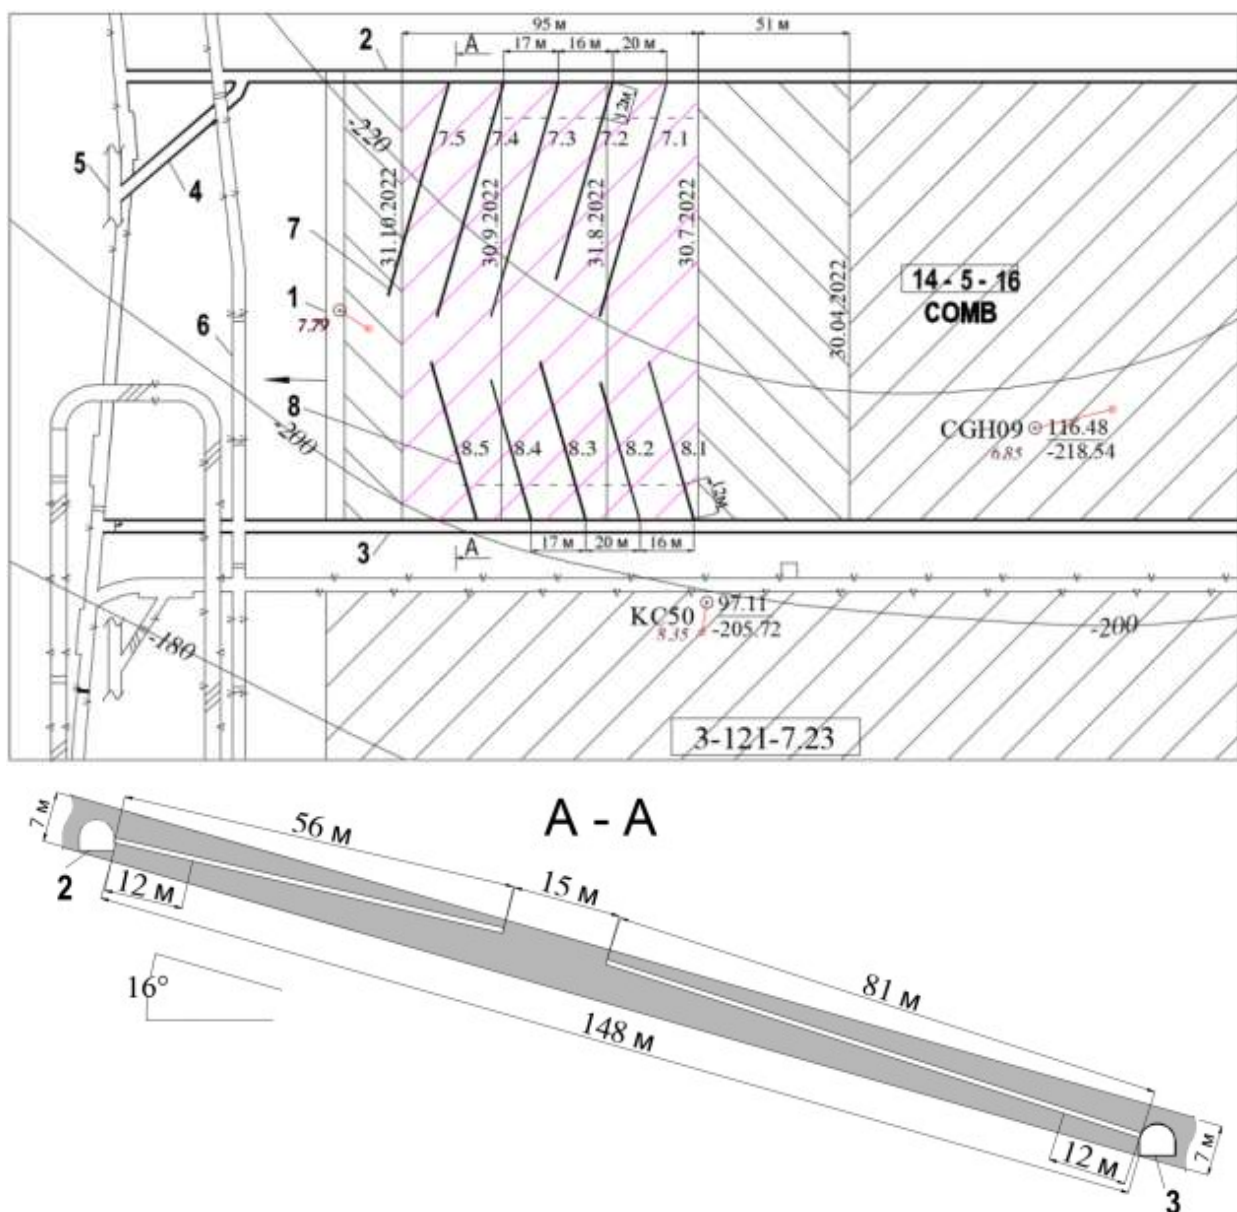 95 м
51 м
2
A
17 м
16 м
20 м
12м
-220
7.5
7.4
7.3
7.2
7.1
5
4
31.10.2022
30.9.2022
31.8.2022
30.7.2022
30.04.2022
7
14 - 5 - 16
COMB
1
7.79
6
8
-200
CGH09
116.48
6.85
-218.54
8.5
8.4
8.3
8.2
8.1
12м
3
A
17 м
20 м
16 м
KC50
97.11
8.35
-205.72
-200
-180
3-121-7.23
A - A
7 м
56 м
2
12 м
15 м
16°
148 м
81 м
12 м
7 м
3